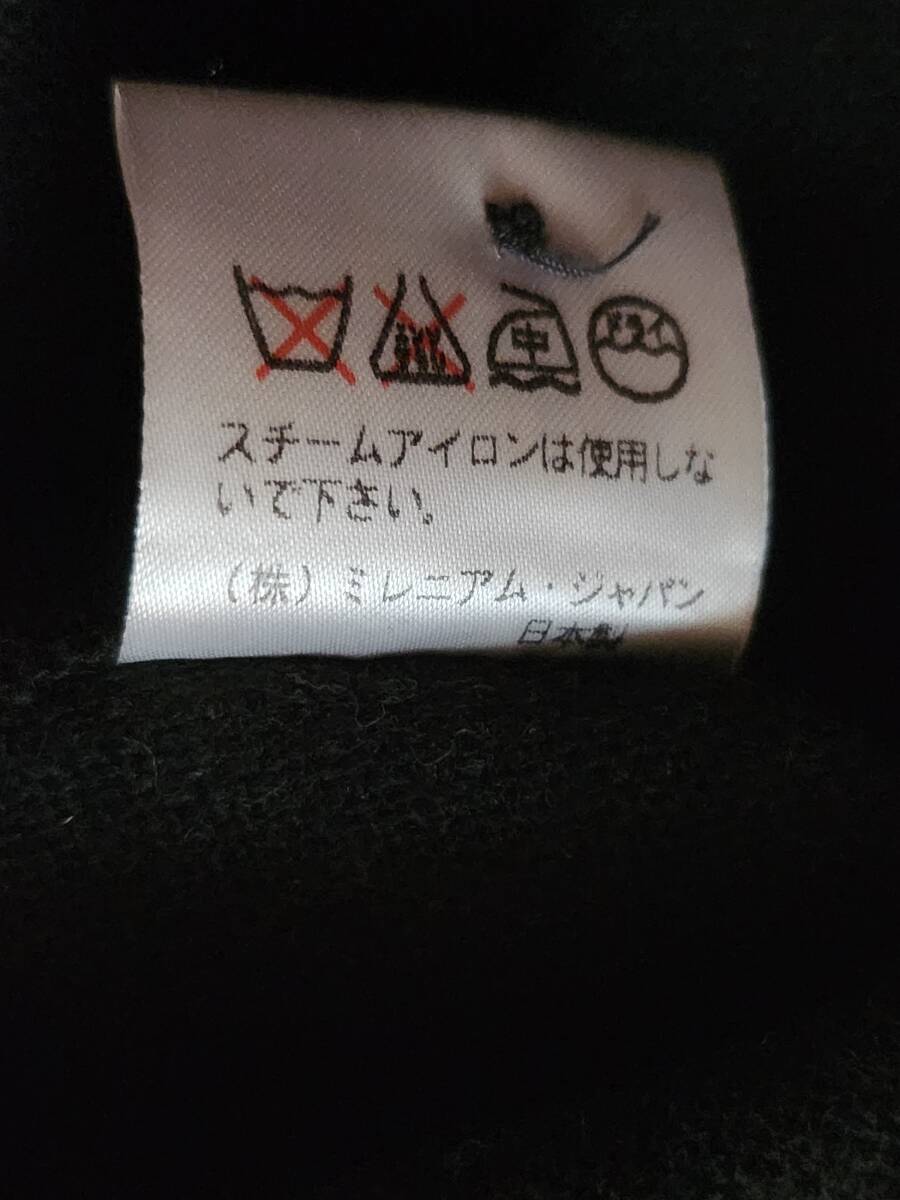 中 ドライ
スチームアイロンは使用しな
いで下さい。
（株）ミレニアム・ジャパン
日本製